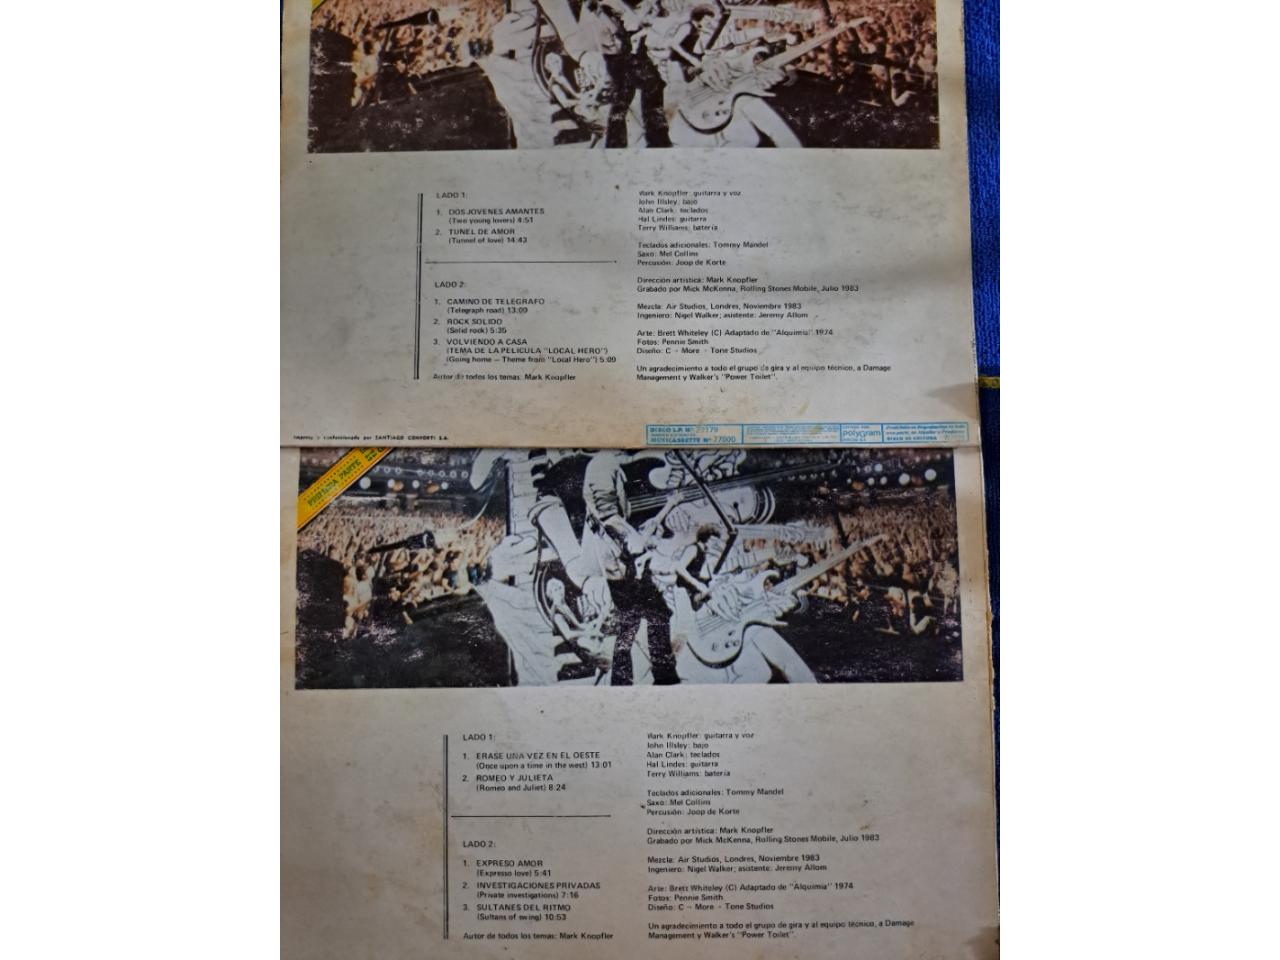 LADO 1:
1. DOS JOVENES AMANTES
(Two young lovers) 4:51
2. TUNEL DE AMOR
(Tunnel of love) 14:43
LADO 2:
1. CAMINO DE TELEGRAFO
(Telegraph road) 13:00
2. ROCK SOLIDO
(Solid rock) 5:35
3. VOLVIENDO A CASA
(TEMA DE LA PELICULA "LOCAL HERO")
(Going home — Theme from "Local Hero") 5:00
Autor de todos los temas: Mark Knopfler
Mark Knopfler: guitarra y voz
John Illsley: bajo
Alan Clark: teclados
Hal Lindes: guitarra
Terry Williams: batería
Teclados adicionales: Tommy Mandel
Saxo: Mel Collins
Percusión: Joop de Korte
Dirección artística: Mark Knopfler
Grabado por Mick McKenna, Rolling Stones Mobile, Julio 1983
Mezcla: Air Studios, Londres, Noviembre 1983
Ingeniero: Nigel Walker; asistente: Jeremy Allom
Arte: Brett Whiteley (C) Adaptado de "Alquimia" 1974
Fotos: Pennie Smith
Diseño: C - More - Tone Studios
Un agradecimiento a todo el grupo de gira y al equipo técnico, a Damage
Management y Walker's "Power Toilet".
Impreso y confeccionado por SANTIAGO CONFORTI S.A.
DISCO L.P. Nº
MUSICASSETTE Nº 77000
polyGram
PRIMERA PARTE
LADO 1:
1. ERASE UNA VEZ EN EL OESTE
(Once upon a time in the west) 13:01
2. ROMEO Y JULIETA
(Romeo and Juliet) 8:24
LADO 2:
1. EXPRESO AMOR
(Expresso love) 5:41
2. INVESTIGACIONES PRIVADAS
(Private investigations) 7:16
3. SULTANES DEL RITMO
(Sultans of swing) 10:53
Autor de todos los temas: Mark Knopfler
Mark Knopfler: guitarra y voz
John Illsley: bajo
Alan Clark: teclados
Hal Lindes: guitarra
Terry Williams: batería
Teclados adicionales: Tommy Mandel
Saxo: Mel Collins
Percusión: Joop de Korte
Dirección artística: Mark Knopfler
Grabado por Mick McKenna, Rolling Stones Mobile, Julio 1983
Mezcla: Air Studios, Londres, Noviembre 1983
Ingeniero: Nigel Walker; asistente: Jeremy Allom
Arte: Brett Whiteley (C) Adaptado de "Alquimia" 1974
Fotos: Pennie Smith
Diseño: C - More - Tone Studios
Un agradecimiento a todo el grupo de gira y al equipo técnico, a Damage
Management y Walker's "Power Toilet".